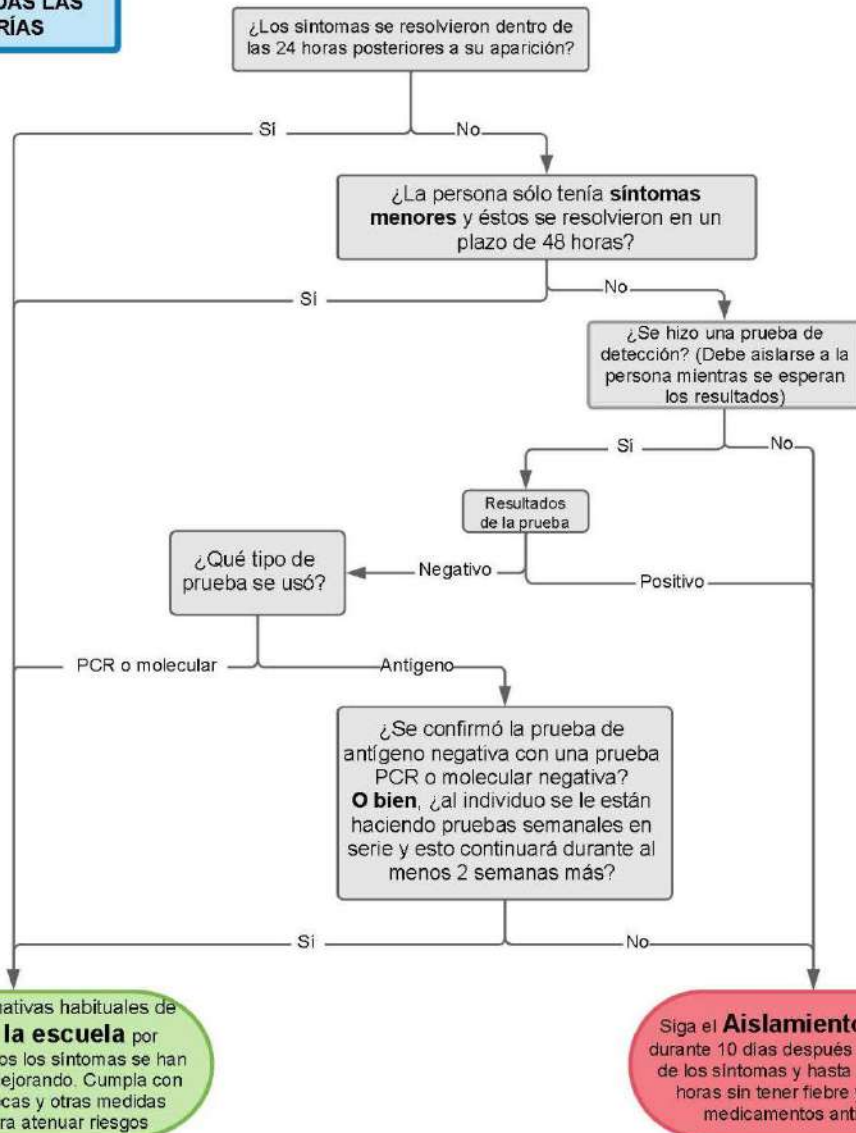 DAS LAS
RÍAS
¿Los síntomas se resolvieron dentro de
las 24 horas posteriores a su aparición?
Sí
No
¿La persona sólo tenía síntomas
menores y éstos se resolvieron en un
plazo de 48 horas?
Sí
No
¿Se hizo una prueba de
detección? (Debe aislarse a la
persona mientras se esperan
los resultados)
Sí
No
Resultados
de la prueba
¿Qué tipo de
prueba se usó?
Negativo
Positivo
PCR o molecular
Antígeno
¿Se confirmó la prueba de
antígeno negativa con una prueba
PCR o molecular negativa?
O bien, ¿al individuo se le están
haciendo pruebas semanales en
serie y esto continuará durante al
menos 2 semanas más?
Sí
No
nativas habituales de
la escuela por
os los síntomas se han
ejorando. Cumpla con
cas y otras medidas
ra atenuar riesgos
Siga el Aislamiento
durante 10 días después
de los síntomas y hasta
horas sin tener fiebre
medicamentos ant